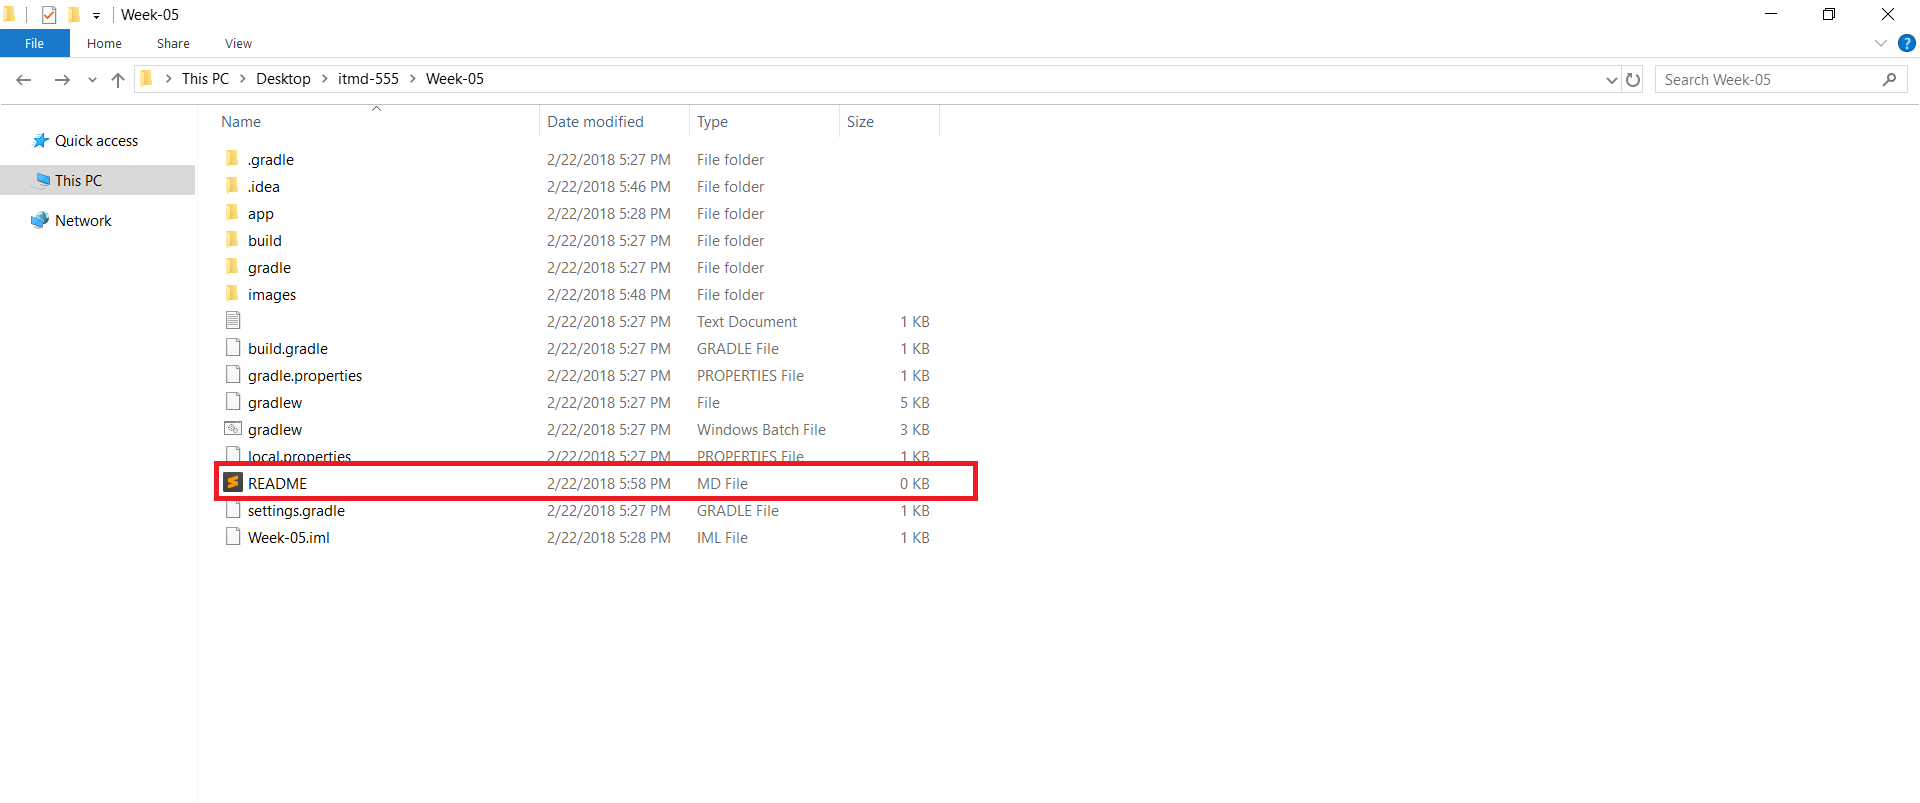 Week-05
File Home Share View
This PC Desktop itmd-555 Week-05 Search Week-05
Name Date modified Type Size
Quick access
This PC
Network
.gradle 2/22/2018 5:27 PM File folder
.idea 2/22/2018 5:46 PM File folder
app 2/22/2018 5:28 PM File folder
build 2/22/2018 5:27 PM File folder
gradle 2/22/2018 5:27 PM File folder
images 2/22/2018 5:48 PM File folder
2/22/2018 5:27 PM Text Document 1 KB
build.gradle 2/22/2018 5:27 PM GRADLE File 1 KB
gradle.properties 2/22/2018 5:27 PM PROPERTIES File 1 KB
gradlew 2/22/2018 5:27 PM File 5 KB
gradlew 2/22/2018 5:27 PM Windows Batch File 3 KB
local.properties 2/22/2018 5:27 PM PROPERTIES File 1 KB
README 2/22/2018 5:58 PM MD File 0 KB
settings.gradle 2/22/2018 5:27 PM GRADLE File 1 KB
Week-05.iml 2/22/2018 5:28 PM IML File 1 KB